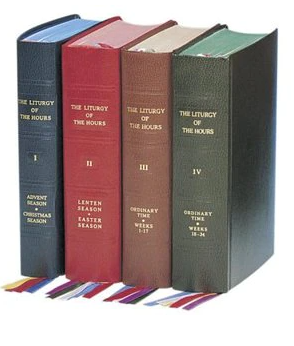 THE LITURGY
OF
THE HOURS
I
ADVENT
SEASON
CHRISTMAS
SEASON
THE LITURGY
OF
THE HOURS
II
LENTEN
SEASON
EASTER
SEASON
THE LITURGY
OF
THE HOURS
III
ORDINARY
TIME
WEEKS
1-17
THE LITURGY
OF
THE HOURS
IV
ORDINARY
TIME
WEEKS
18-34